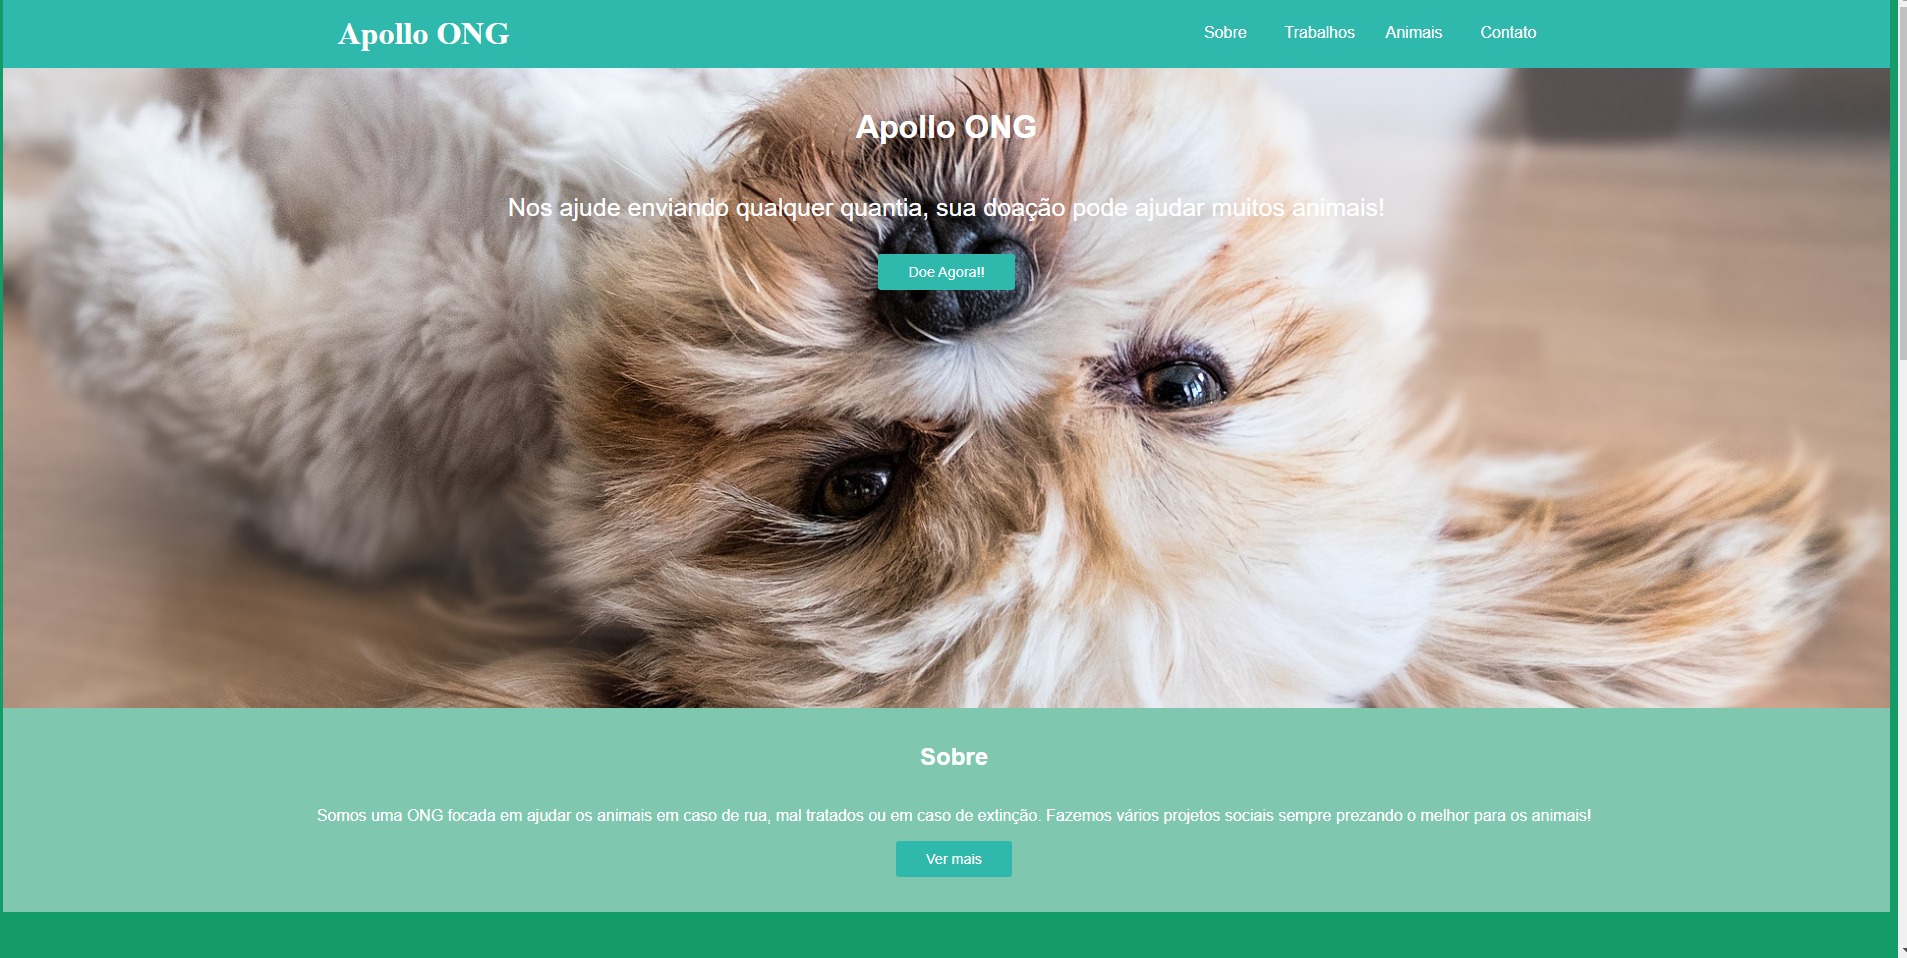 Apollo ONG
Sobre Trabalhos Animais Contato
Apollo ONG
Nos ajude enviando qualquer quantia, sua doação pode ajudar muitos animais!
Doe Agora!!
Sobre
Somos uma ONG focada em ajudar os animais em caso de rua, mal tratados ou em caso de extinção. Fazemos vários projetos sociais sempre prezando o melhor para os animais!
Ver mais